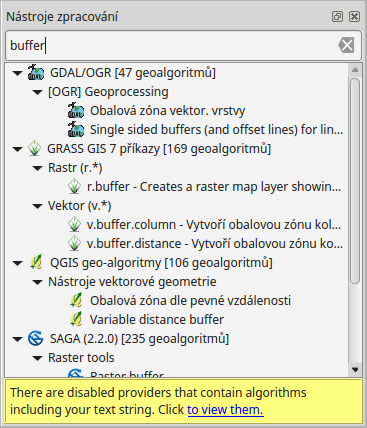 Nástroje zpracování
buffer
GDAL/OGR [47 geoalgoritmů]
[OGR] Geoprocessing
Obalová zóna vektor. vrstvy
Single sided buffers (and offset lines) for lin...
GRASS GIS 7 příkazy [169 geoalgoritmů]
Rastr (r.*)
r.buffer - Creates a raster map layer showin...
Vektor (v.*)
v.buffer.column - Vytvoří obalovou zónu kol...
v.buffer.distance - Vytvoří obalovou zónu ko...
QGIS geo-algoritmy [106 geoalgoritmů]
Nástroje vektorové geometrie
Obalová zóna dle pevné vzdálenosti
Variable distance buffer
SAGA (2.2.0) [235 geoalgoritmů]
Raster tools
Raster buffer
There are disabled providers that contain algorithms
including your text string. Click to view them.